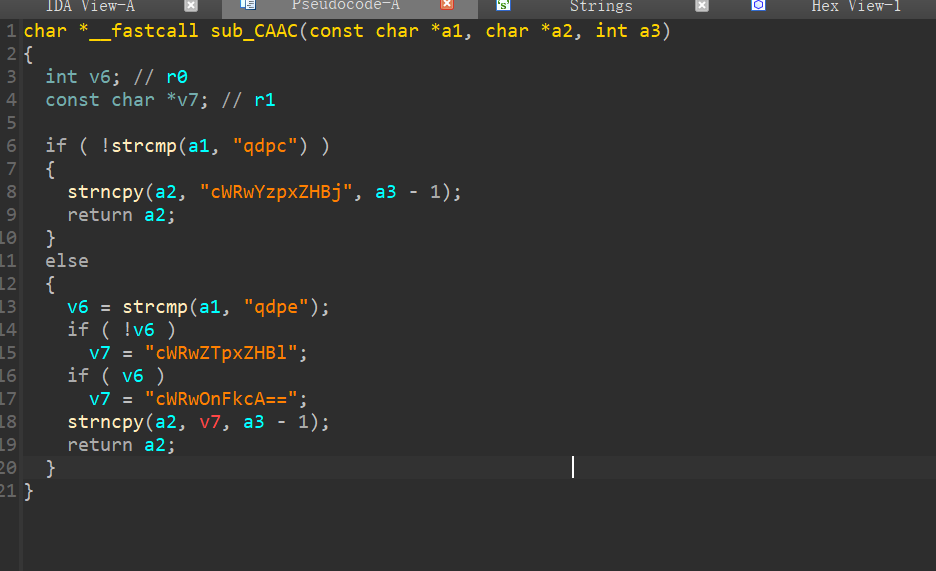 IDA View-A Pseudocode-A Strings Hex View-1
1 char *__fastcall sub_CAAC(const char *a1, char *a2, int a3)
2 {
3   int v6; // r0
4   const char *v7; // r1
5
6   if ( !strcmp(a1, "qdpc") )
7   {
8     strncpy(a2, "cWRwYzpxZHBj", a3 - 1);
9     return a2;
10   }
11   else
12   {
13     v6 = strcmp(a1, "qdpe");
14     if ( !v6 )
15       v7 = "cWRwZTpxZHBl";
16     if ( v6 )
17       v7 = "cWRwOnFkcA==";
18     strncpy(a2, v7, a3 - 1);
19     return a2;
20   }
21 }